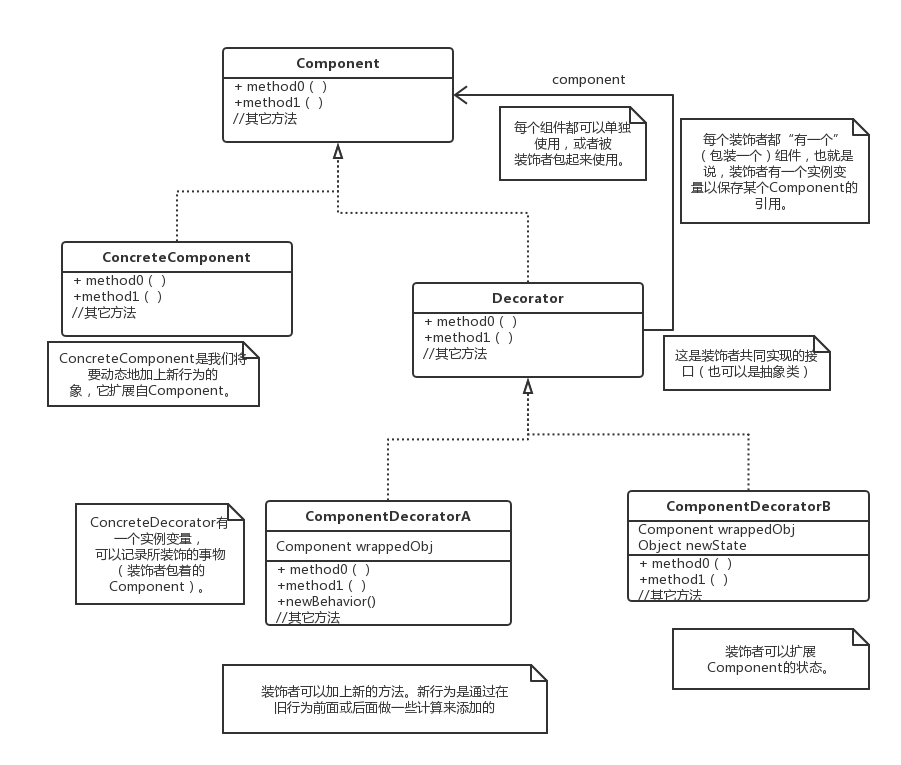 Component
+ method0（ ）
+method1（ ）
//其它方法
component
每个组件都可以单独
使用，或者被
装饰者包起来使用。
每个装饰者都“有一个”
（包装一个）组件，也就是
说，装饰者有一个实例变
量以保存某个Component的
引用。
ConcreteComponent
+ method0（ ）
+method1（ ）
//其它方法
Decorator
+ method0（ ）
+method1（ ）
//其它方法
ConcreteComponent是我们将
要动态地加上新行为的
象，它扩展自Component。
这是装饰者共同实现的接
口（也可以是抽象类）
ConcreteDecorator有
一个实例变量，
可以记录所装饰的事物
（装饰者包着的
Component）。
ComponentDecoratorA
Component wrappedObj
+ method0（ ）
+method1（ ）
+newBehavior()
//其它方法
ComponentDecoratorB
Component wrappedObj
Object newState
+ method0（ ）
+method1（ ）
//其它方法
装饰者可以扩展
Component的状态。
装饰者可以加上新的方法。新行为是通过在
旧行为前面或后面做一些计算来添加的